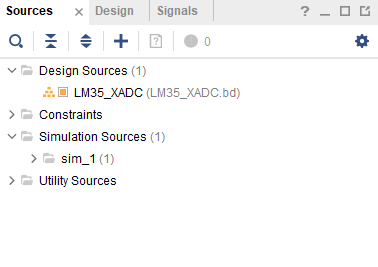 Sources × Design Signals ?
0
Design Sources (1)
LM35_XADC (LM35_XADC.bd)
Constraints
Simulation Sources (1)
sim_1 (1)
Utility Sources